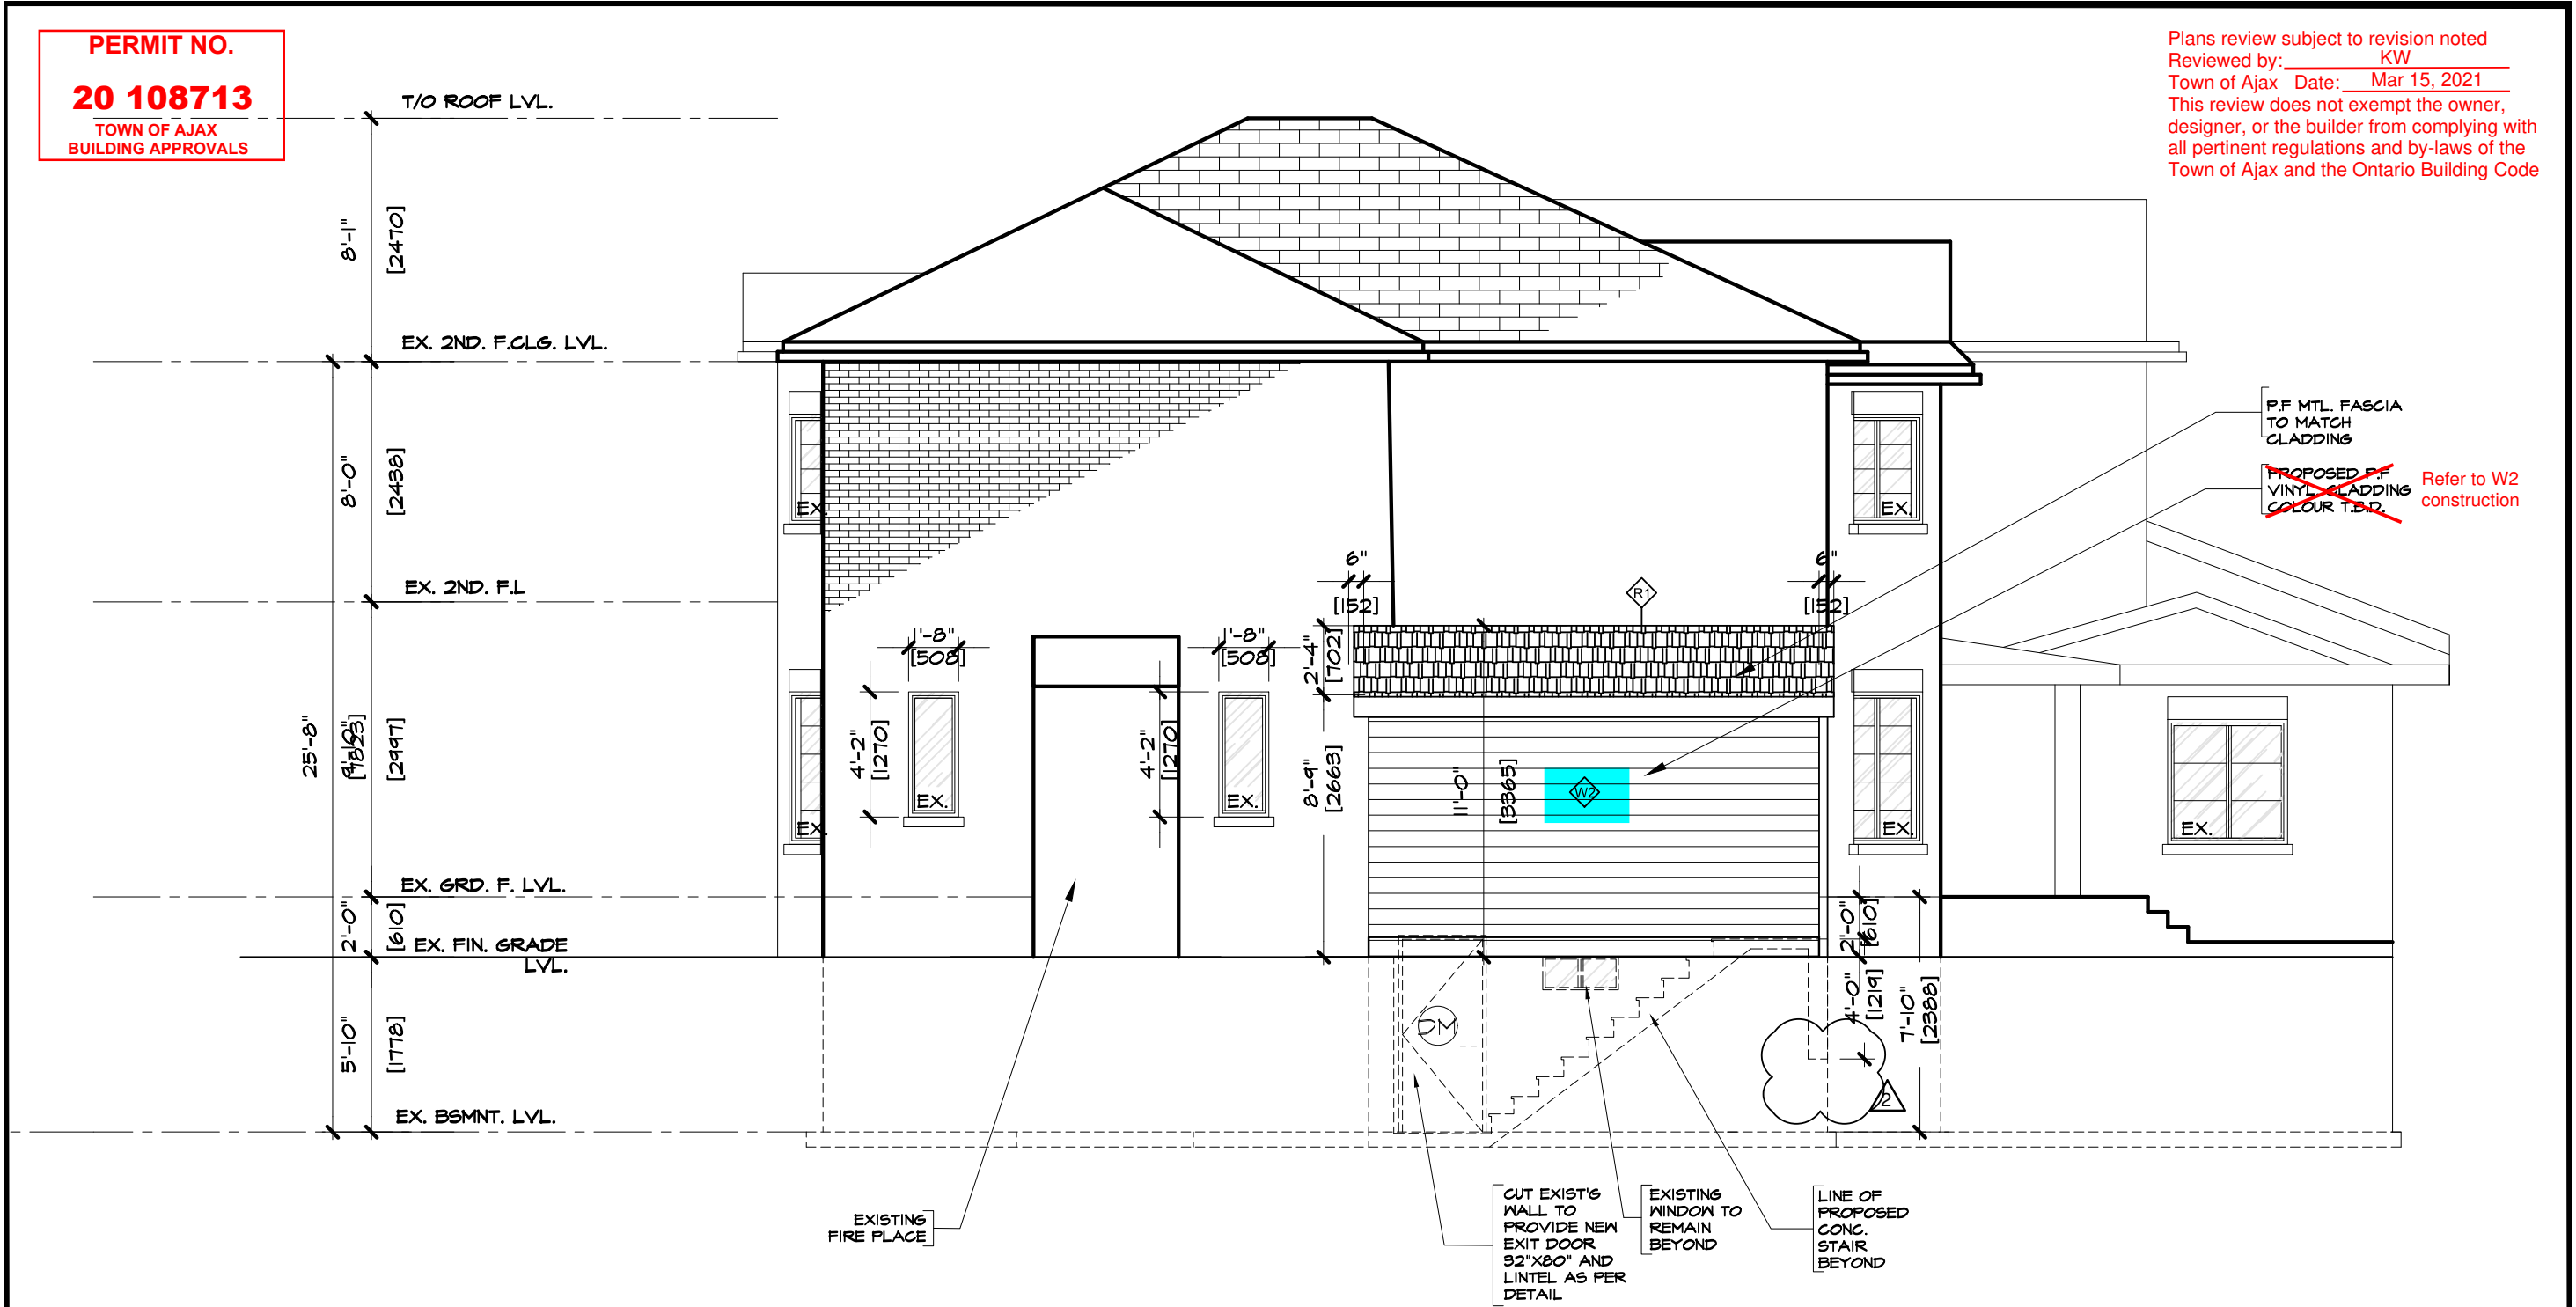 PERMIT NO.
20 108713
TOWN OF AJAX
BUILDING APPROVALS
Plans review subject to revision noted
Reviewed by: KW
Town of Ajax Date: Mar 15, 2021
This review does not exempt the owner,
designer, or the builder from complying with
all pertinent regulations and by-laws of the
Town of Ajax and the Ontario Building Code
T/O ROOF LVL.
8'-1"
[2470]
EX. 2ND. F.CLG. LVL.
8'-0"
[2438]
EX. 2ND. F.L
25'-8"
[7823]
[2997]
EX. GRD. F. LVL.
2'-0"
[610]
EX. FIN. GRADE
LVL.
5'-10"
[1778]
EX. BSMNT. LVL.
EX.
EX.
1'-8"
[508]
4'-2"
[1270]
EX.
1'-8"
[508]
4'-2"
[1270]
EX.
6"
[152]
6"
[152]
R1
2'-4"
[702]
8'-9"
[2663]
11'-0"
[3365]
W2
EX.
EX.
EX.
2'-0"
[610]
4'-0"
[1219]
7'-10"
[2388]
2
DM
P.F MTL. FASCIA
TO MATCH
CLADDING
PROPOSED P.F
VINYL CLADDING
COLOUR T.B.D.
Refer to W2
construction
EXISTING
FIRE PLACE
CUT EXIST'G
WALL TO
PROVIDE NEW
EXIT DOOR
32"X80" AND
LINTEL AS PER
DETAIL
EXISTING
WINDOW TO
REMAIN
BEYOND
LINE OF
PROPOSED
CONC.
STAIR
BEYOND